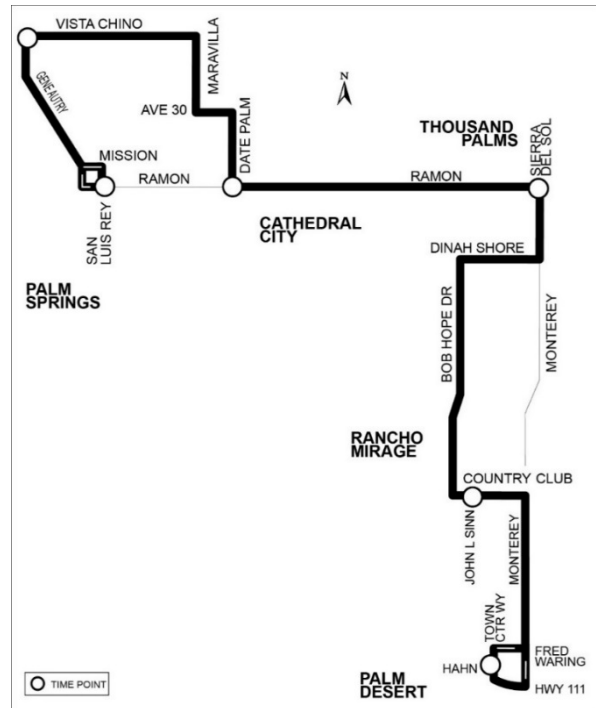 VISTA CHINO
MARAVILLA
GENE AUTRY
N
AVE 30
DATE PALM
THOUSAND
PALMS
SIERRA
DEL SOL
MISSION
RAMON
RAMON
SAN
LUIS REY
CATHEDRAL
CITY
DINAH SHORE
PALM
SPRINGS
BOB HOPE DR
MONTEREY
RANCHO
MIRAGE
COUNTRY CLUB
JOHN L SINN
MONTEREY
TOWN
CTR WY
FRED
WARING
HAHN
PALM
DESERT
HWY 111
TIME POINT